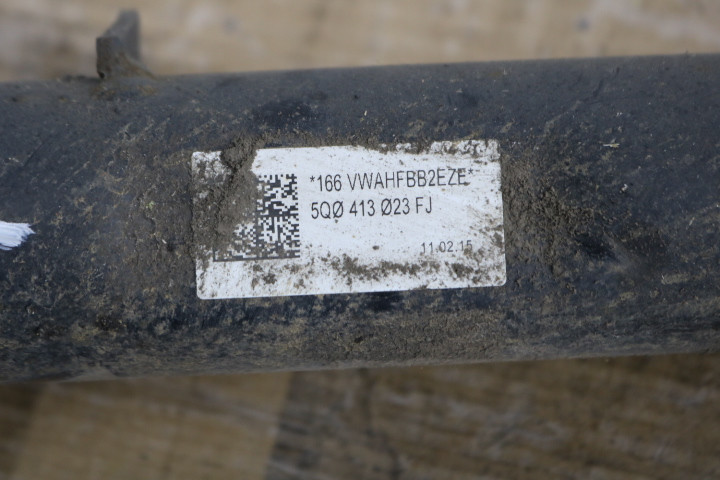 *166 VWAHFBB2EZE*
5QØ 413 Ø23 FJ
11.02.15